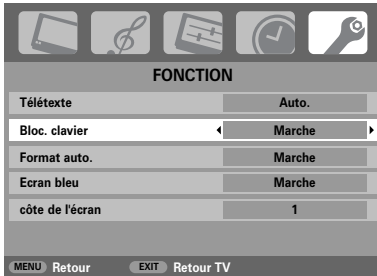 FONCTION
Télétexte Auto.
Bloc. clavier Marche
Format auto. Marche
Ecran bleu Marche
côte de l'écran 1
MENU Retour EXIT Retour TV